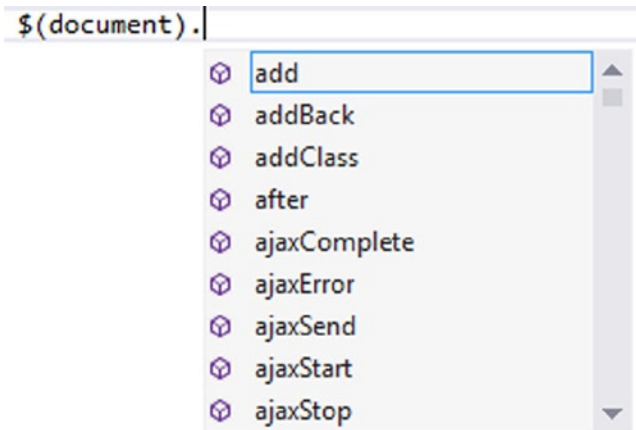 $(document).
add
addBack
addClass
after
ajaxComplete
ajaxError
ajaxSend
ajaxStart
ajaxStop